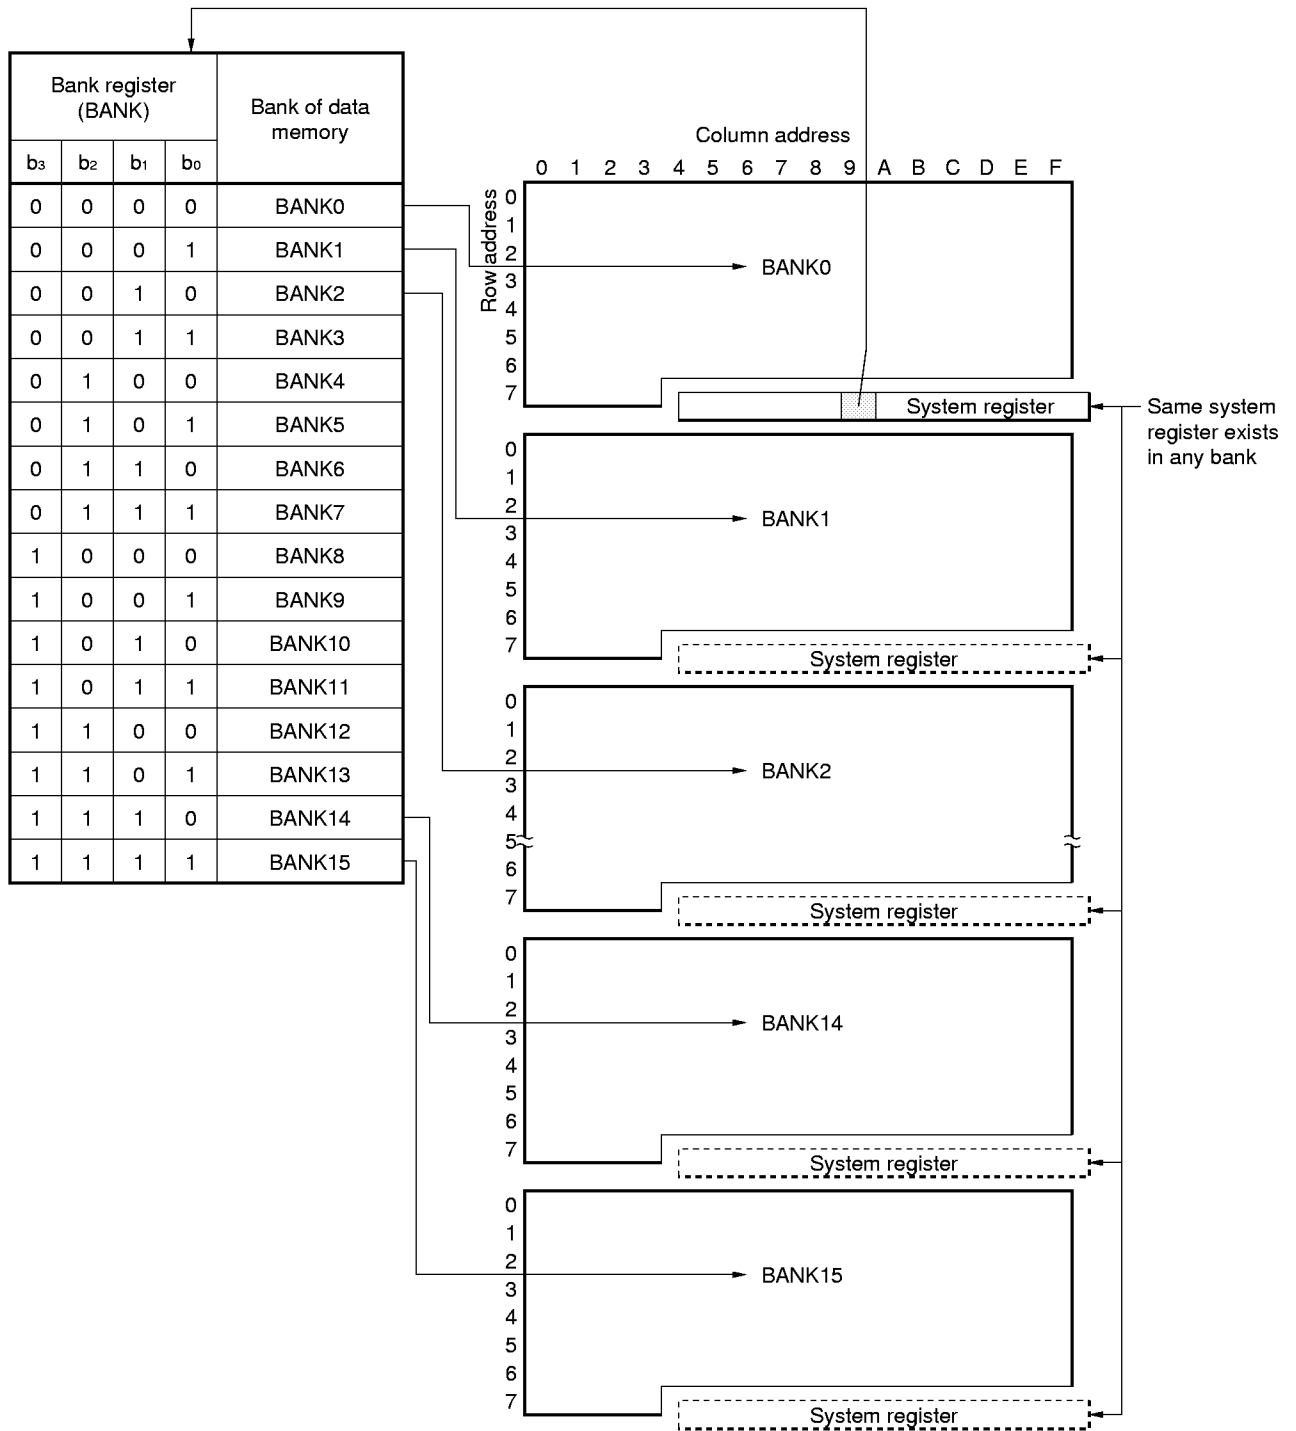 Bank register
(BANK)
Bank of data
memory
b3 b2 b1 b0
0 0 0 0 BANK0
0 0 0 1 BANK1
0 0 1 0 BANK2
0 0 1 1 BANK3
0 1 0 0 BANK4
0 1 0 1 BANK5
0 1 1 0 BANK6
0 1 1 1 BANK7
1 0 0 0 BANK8
1 0 0 1 BANK9
1 0 1 0 BANK10
1 0 1 1 BANK11
1 1 0 0 BANK12
1 1 0 1 BANK13
1 1 1 0 BANK14
1 1 1 1 BANK15
Column address
0 1 2 3 4 5 6 7 8 9 A B C D E F
Row address
0
1
2
3
4
5
6
7
BANK0
System register
Same system
register exists
in any bank
0
1
2
3
4
5
6
7
BANK1
System register
0
1
2
3
4
5
6
7
BANK2
System register
0
1
2
3
4
5
6
7
BANK14
System register
0
1
2
3
4
5
6
7
BANK15
System register